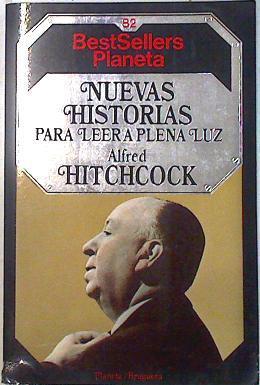 82
BestSellers
Planeta
NUEVAS
HISTORIAS
PARA LEER A PLENA LUZ
Alfred
HITCHCOCK
Planeta / Bruguera